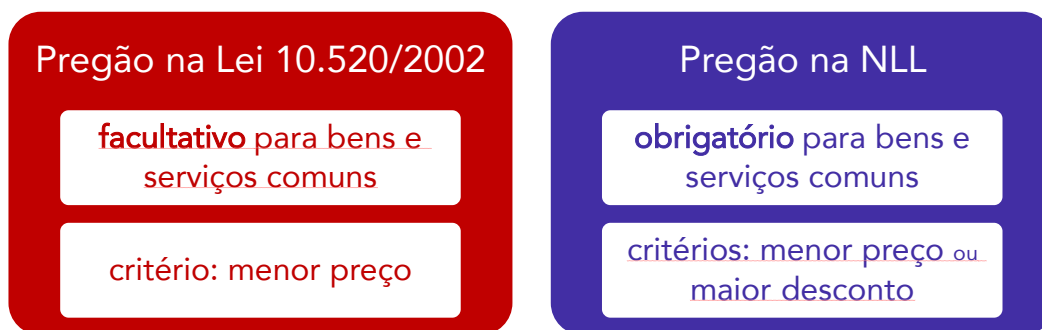 Pregão na Lei 10.520/2002
facultativo para bens e
serviços comuns
critério: menor preço
Pregão na NLL
obrigatório para bens e
serviços comuns
critérios: menor preço ou
maior desconto